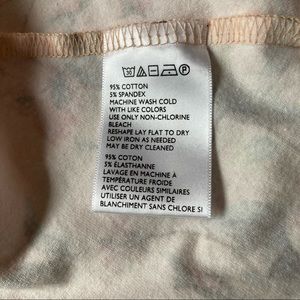 95% COTTON
5% SPANDEX
MACHINE WASH COLD
WITH LIKE COLORS
USE ONLY NON-CHLORINE
BLEACH
RESHAPE LAY FLAT TO DRY
LOW IRON AS NEEDED
MAY BE DRY CLEANED
95% COTON
5% ÉLASTHANNE
LAVAGE EN MACHINE À
TEMPÉRATURE FROIDE
AVEC COULEURS SIMILAIRES
UTILISER UN AGENT DE
BLANCHIMENT SANS CHLORE SI